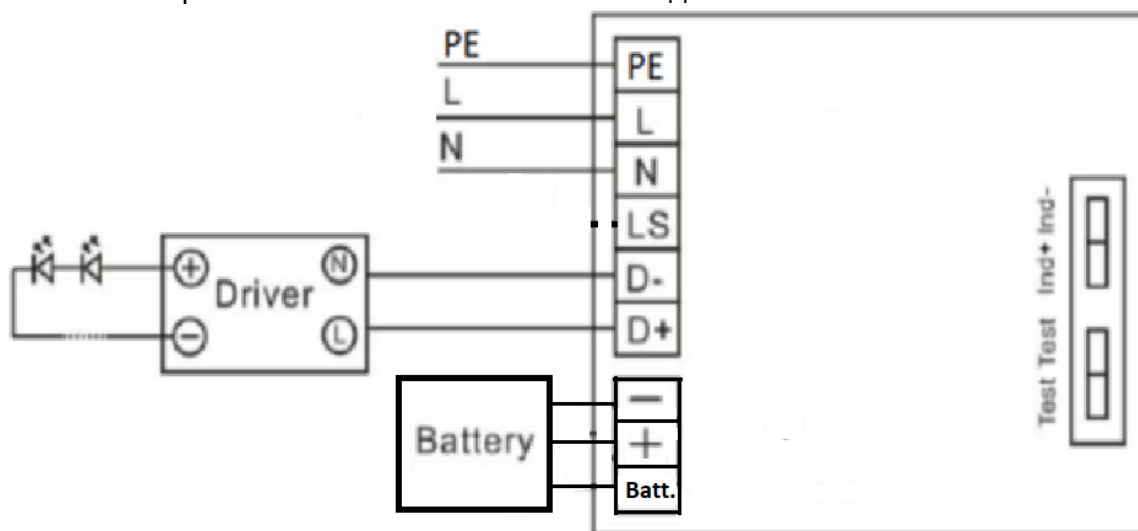 PE
L
N
PE
L
N
LS
D-
D+
+
N
Driver
−
L
Battery
−
+
Batt.
Test Test Ind+ Ind-